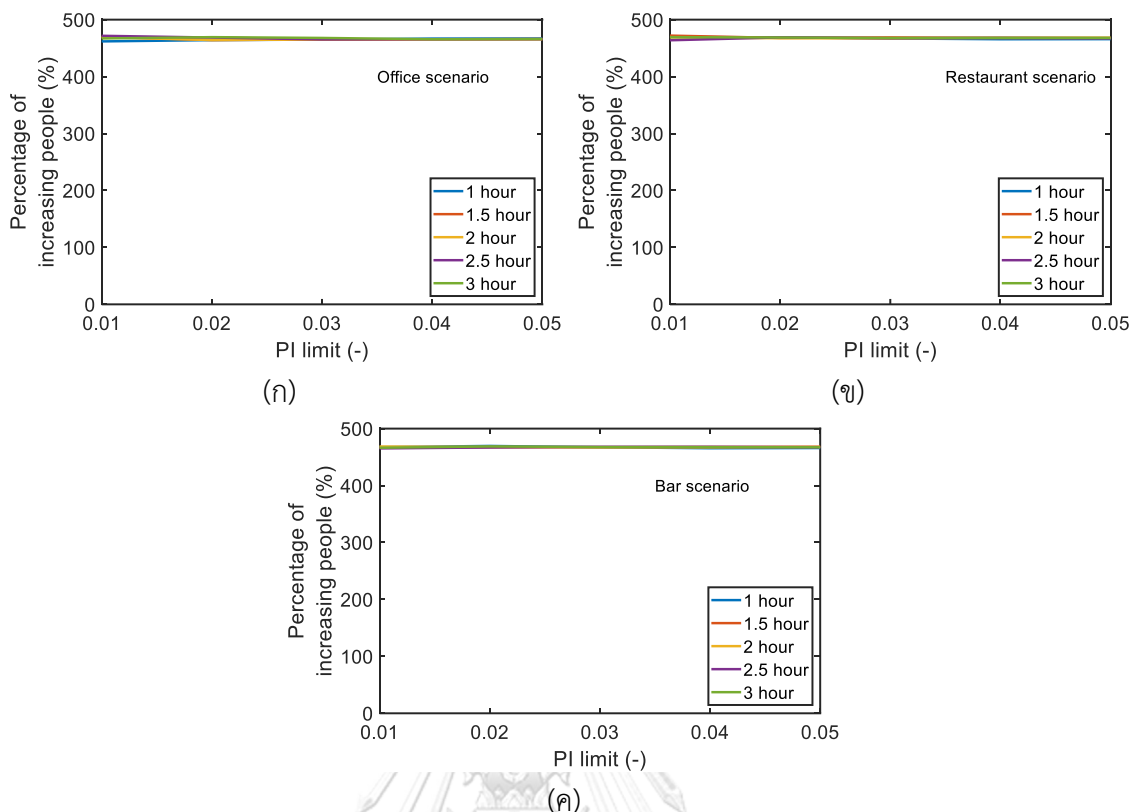 500
400
300
200
100
0
Percentage of
increasing people (%)
Office scenario
1 hour
1.5 hour
2 hour
2.5 hour
3 hour
0.01 0.02 0.03 0.04 0.05
PI limit (-)
(ก)
500
400
300
200
100
0
Percentage of
increasing people (%)
Restaurant scenario
1 hour
1.5 hour
2 hour
2.5 hour
3 hour
0.01 0.02 0.03 0.04 0.05
PI limit (-)
(ข)
500
400
300
200
100
0
Percentage of
increasing people (%)
Bar scenario
1 hour
1.5 hour
2 hour
2.5 hour
3 hour
0.01 0.02 0.03 0.04 0.05
PI limit (-)
(ค)